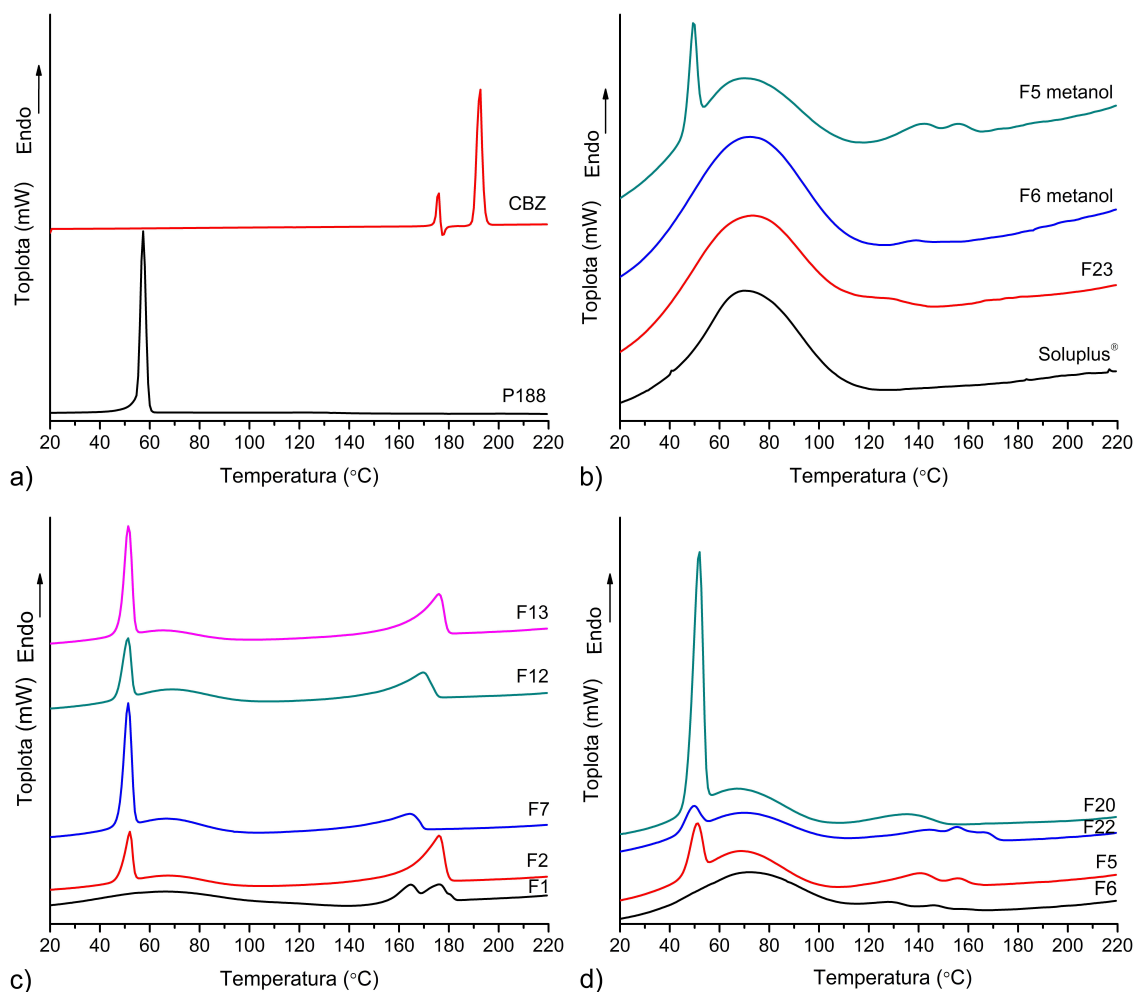 Toplota (mW) Endo
CBZ
P188
20 40 60 80 100 120 140 160 180 200 220
Temperatura (°C)
a)
Toplota (mW) Endo
F5 metanol
F6 metanol
F23
Soluplus®
20 40 60 80 100 120 140 160 180 200 220
Temperatura (°C)
b)
Toplota (mW) Endo
F13
F12
F7
F2
F1
20 40 60 80 100 120 140 160 180 200 220
Temperatura (°C)
c)
Toplota (mW) Endo
F20
F22
F5
F6
20 40 60 80 100 120 140 160 180 200 220
Temperatura (°C)
d)